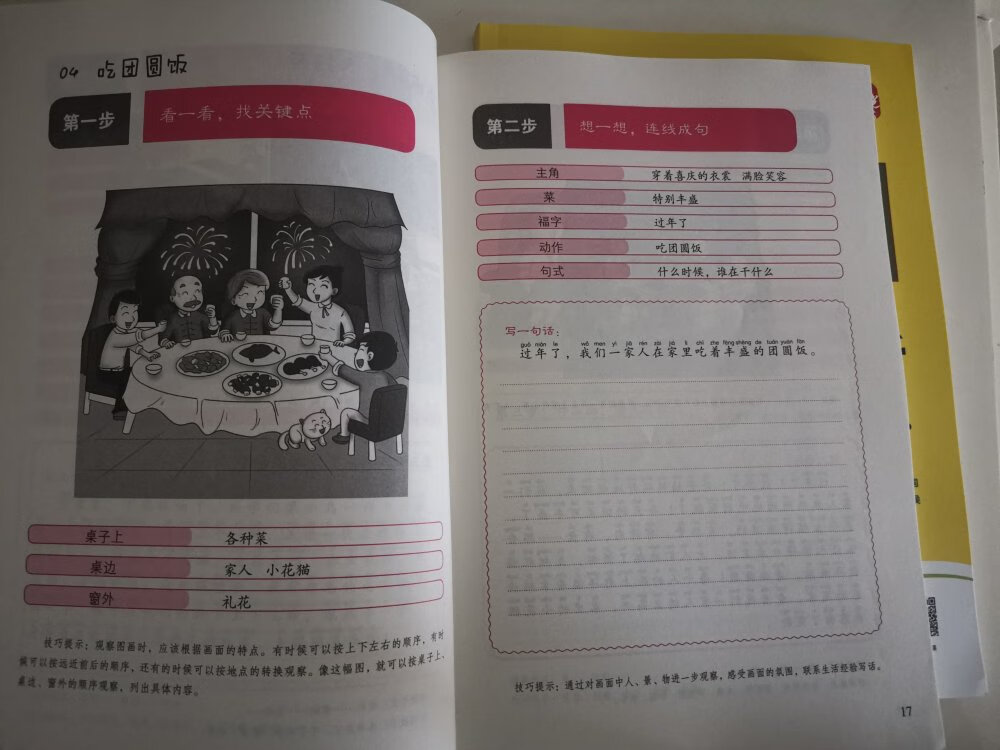 04 吃团圆饭
第一步 看一看，找关键点
桌子上 各种菜
桌边 家人 小花猫
窗外 礼花
技巧提示：观察图画时，应该根据画面的特点。有时候可以按上下左右的顺序，有时
候可以按远近前后的顺序，还有的时候可以按地点的转换观察。像这幅图，就可以按桌子上、
桌边、窗外的顺序观察，列出具体内容。
第二步 想一想，连线成句
主角 穿着喜庆的衣裳 满脸笑容
菜 特别丰盛
福字 过年了
动作 吃团圆饭
句式 什么时候，谁在干什么
写一句话：
guò nián le wǒ men yì jiā rén zài jiā li chī zhe fēng shèng de tuán yuán fàn
过年了，我们一家人在家里吃着丰盛的团圆饭。
技巧提示：通过对画面中人、景、物进一步观察，感受画面的氛围，联系生活经验写话。
17